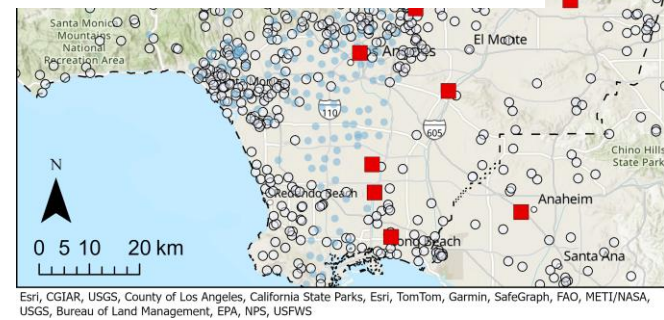 Santa Monica
Mountains
National
Recreation Area
El Monte
110
605
Chino Hills
State Park
Redondo Beach
Anaheim
Long Beach
Santa Ana
N
0 5 10 20 km
Esri, CGIAR, USGS, County of Los Angeles, California State Parks, Esri, TomTom, Garmin, SafeGraph, FAO, METI/NASA,
USGS, Bureau of Land Management, EPA, NPS, USFWS